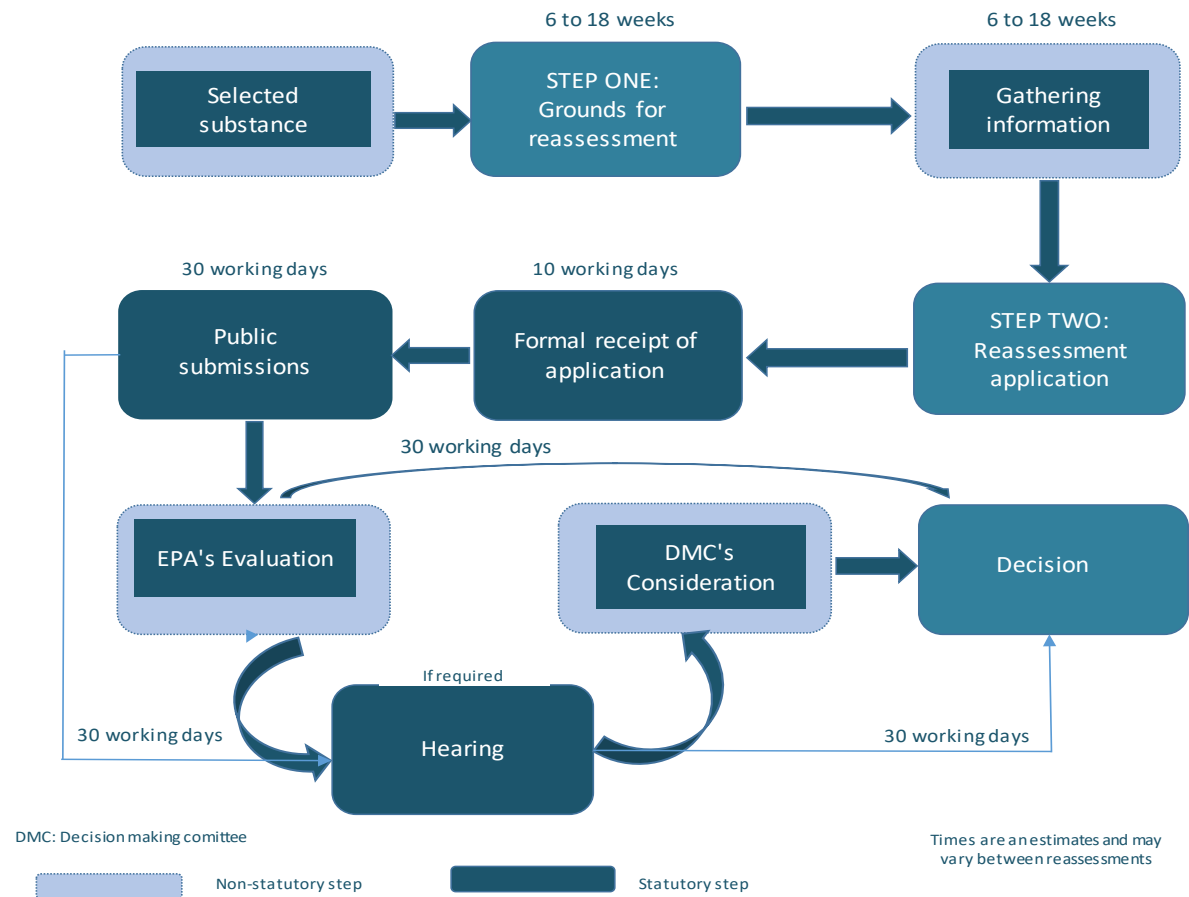 6 to 18 weeks
6 to 18 weeks
Selected
substance
STEP ONE:
Grounds for
reassessment
Gathering
information
30 working days
10 working days
Public
submissions
Formal receipt of
application
STEP TWO:
Reassessment
application
30 working days
EPA's Evaluation
DMC's
Consideration
Decision
If required
30 working days
Hearing
30 working days
DMC: Decision making comittee
Times are an estimates and may
vary between reassessments
Non-statutory step
Statutory step